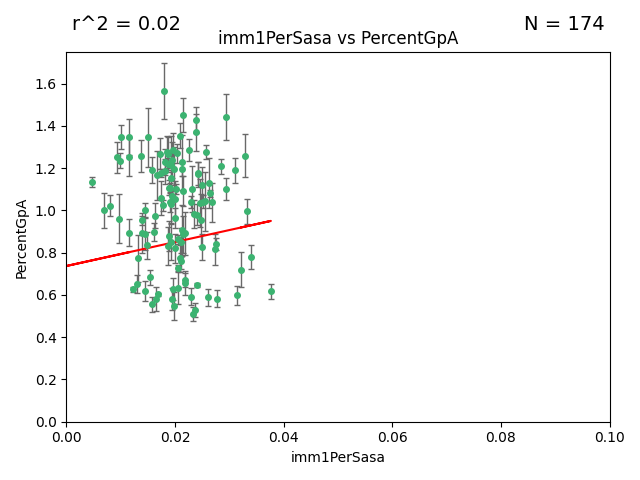 r^2 = 0.02
N = 174
imm1PerSasa vs PercentGpA
PercentGpA
1.6
1.4
1.2
1.0
0.8
0.6
0.4
0.2
0.0
0.00 0.02 0.04 0.06 0.08 0.10
imm1PerSasa